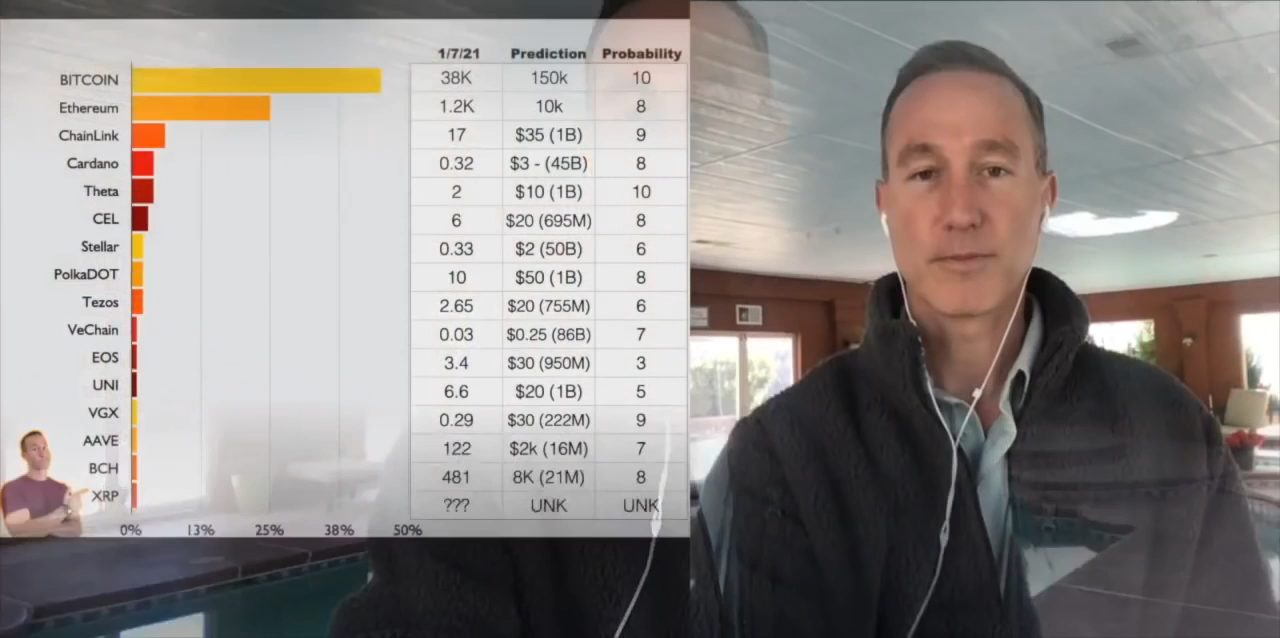 1/7/21 Prediction Probability
BITCOIN 38K 150k 10
Ethereum 1.2K 10k 8
ChainLink 17 $35 (1B) 9
Cardano 0.32 $3 - (45B) 8
Theta 2 $10 (1B) 10
CEL 6 $20 (695M) 8
Stellar 0.33 $2 (50B) 6
PolkaDOT 10 $50 (1B) 8
Tezos 2.65 $20 (755M) 6
VeChain 0.03 $0.25 (86B) 7
EOS 3.4 $30 (950M) 3
UNI 6.6 $20 (1B) 5
VGX 0.29 $30 (222M) 9
AAVE 122 $2k (16M) 7
BCH 481 8K (21M) 8
XRP ??? UNK UNK
0% 13% 25% 38% 50%